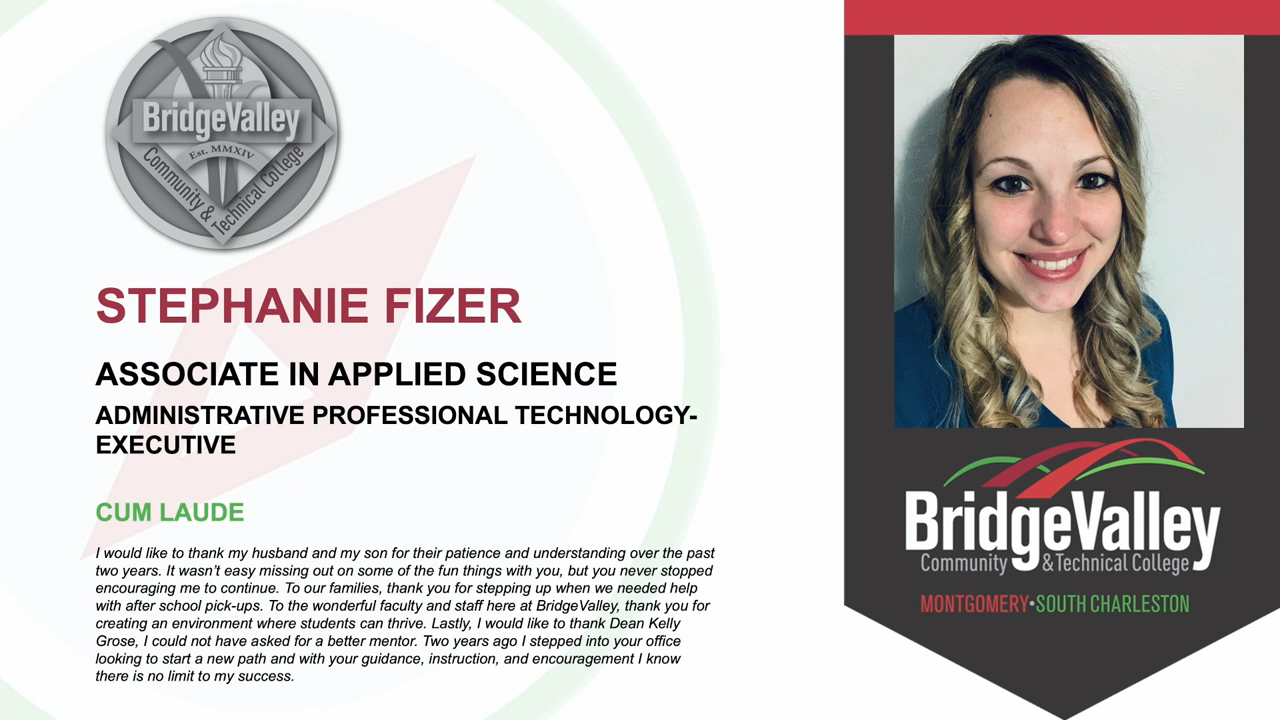 BridgeValley
Est. MMXIV
Community & Technical College
STEPHANIE FIZER
ASSOCIATE IN APPLIED SCIENCE
ADMINISTRATIVE PROFESSIONAL TECHNOLOGY-
EXECUTIVE
CUM LAUDE
I would like to thank my husband and my son for their patience and understanding over the past
two years. It wasn’t easy missing out on some of the fun things with you, but you never stopped
encouraging me to continue. To our families, thank you for stepping up when we needed help
with after school pick-ups. To the wonderful faculty and staff here at BridgeValley, thank you for
creating an environment where students can thrive. Lastly, I would like to thank Dean Kelly
Grose, I could not have asked for a better mentor. Two years ago I stepped into your office
looking to start a new path and with your guidance, instruction, and encouragement I know
there is no limit to my success.
BridgeValley
Community & Technical College
MONTGOMERY•SOUTH CHARLESTON